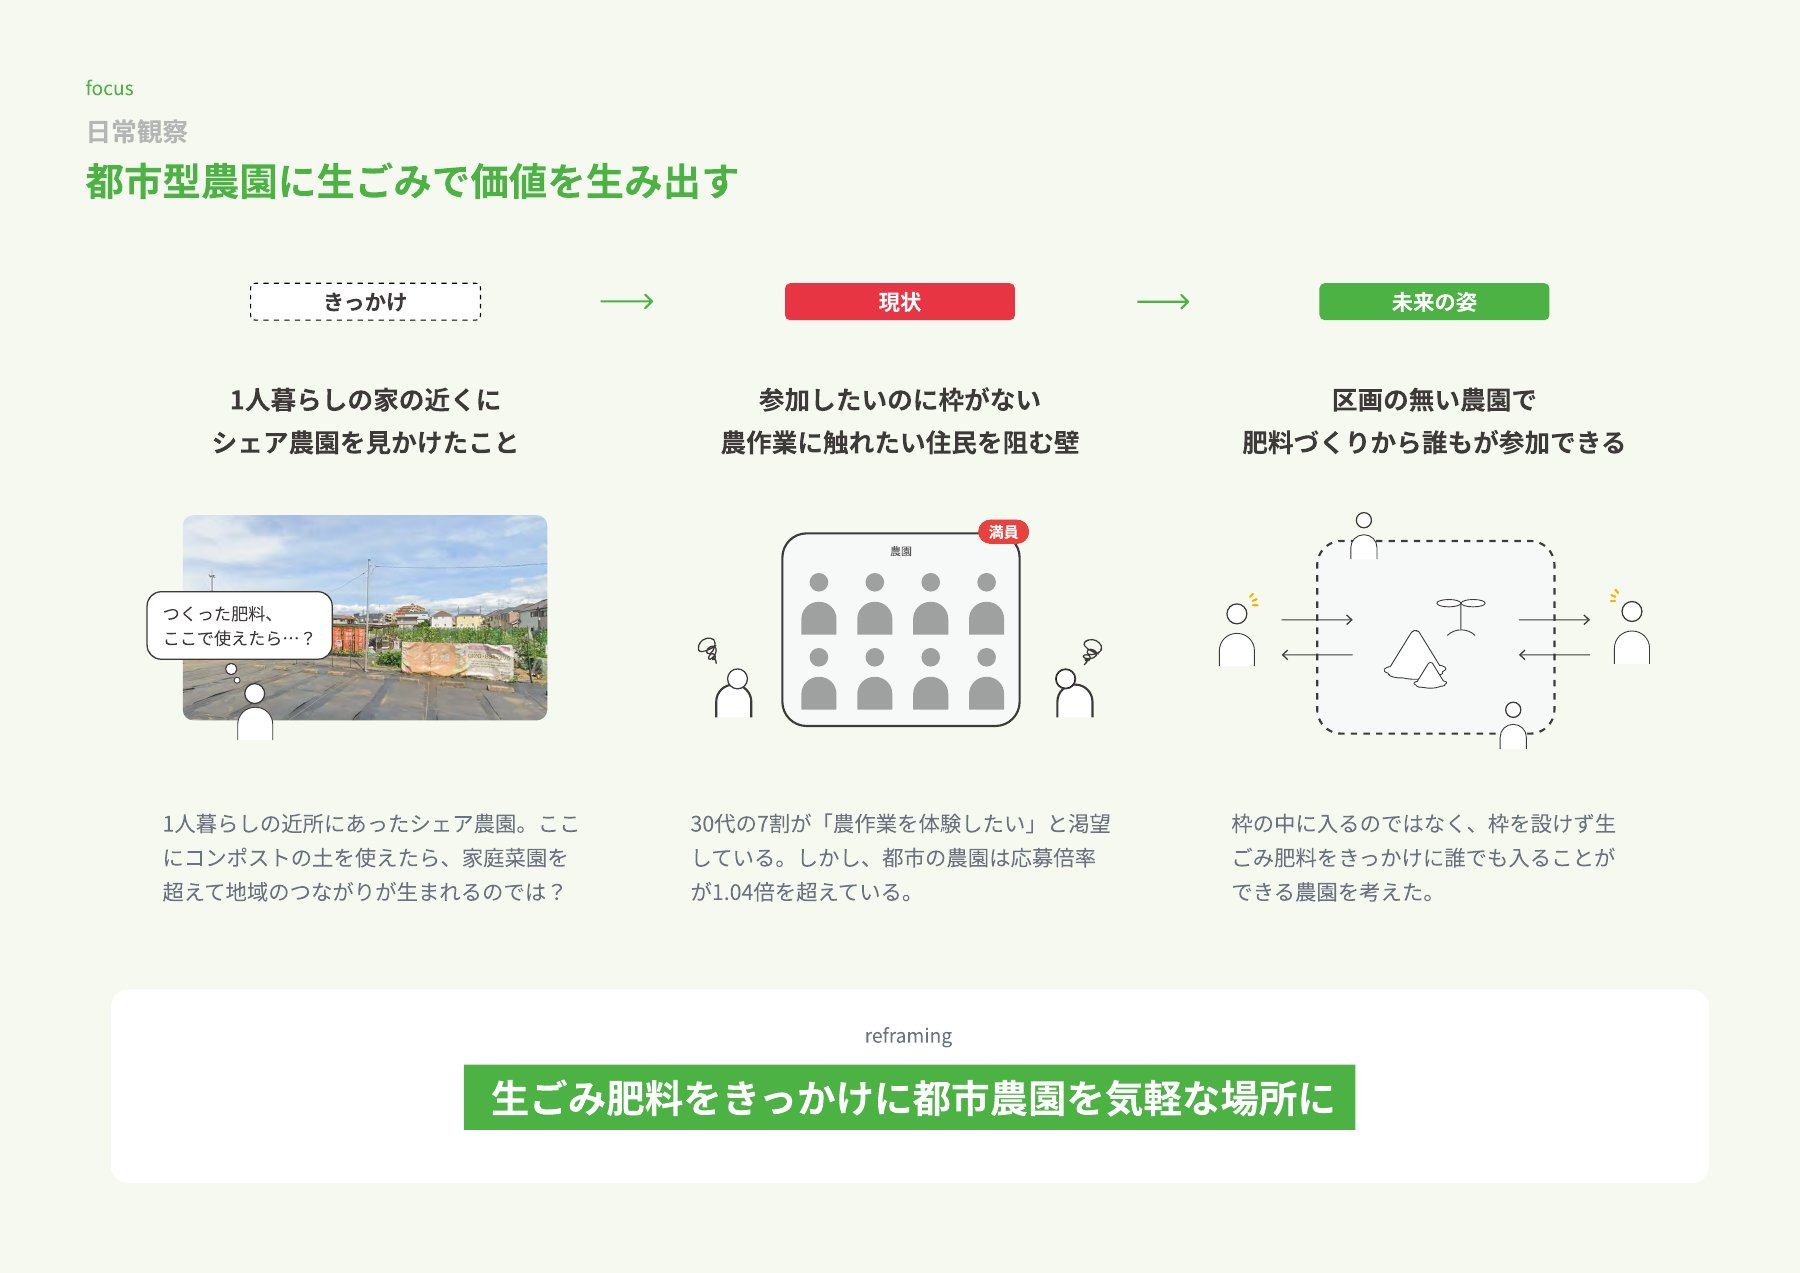 focus
日常観察
都市型農園に生ごみで価値を生み出す
きっかけ
現状
未来の姿
1人暮らしの家の近くに
シェア農園を見かけたこと
参加したいのに枠がない
農作業に触れたい住民を阻む壁
区画の無い農園で
肥料づくりから誰もが参加できる
つくった肥料、
ここで使えたら…？
満員
農園
1人暮らしの近所にあったシェア農園。ここ
にコンポストの土を使えたら、家庭菜園を
超えて地域のつながりが生まれるのでは？
30代の7割が「農作業を体験したい」と渇望
している。しかし、都市の農園は応募倍率
が1.04倍を超えている。
枠の中に入るのではなく、枠を設けず生
ごみ肥料をきっかけに誰でも入ることが
できる農園を考えた。
reframing
生ごみ肥料をきっかけに都市農園を気軽な場所に